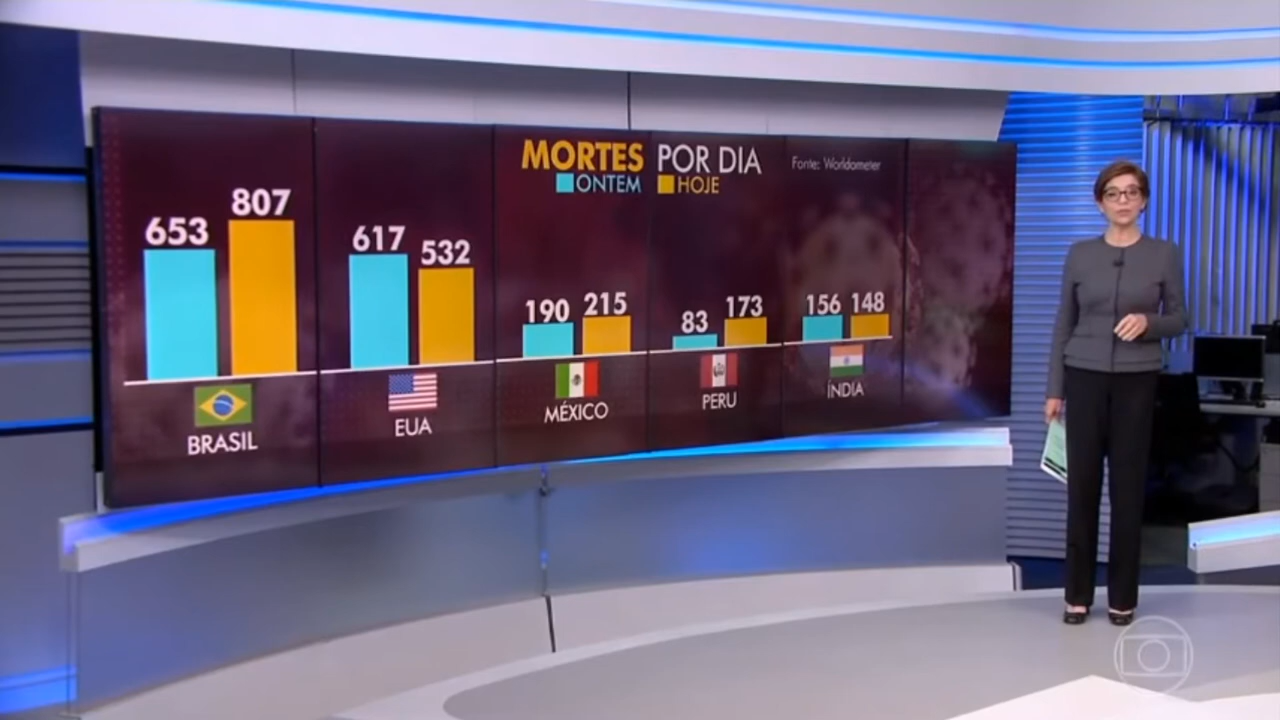 MORTES POR DIA
ONTEM HOJE
Fonte: Worldometer
653 807
617 532
190 215
83 173
156 148
BRASIL
EUA
MÉXICO
PERU
ÍNDIA